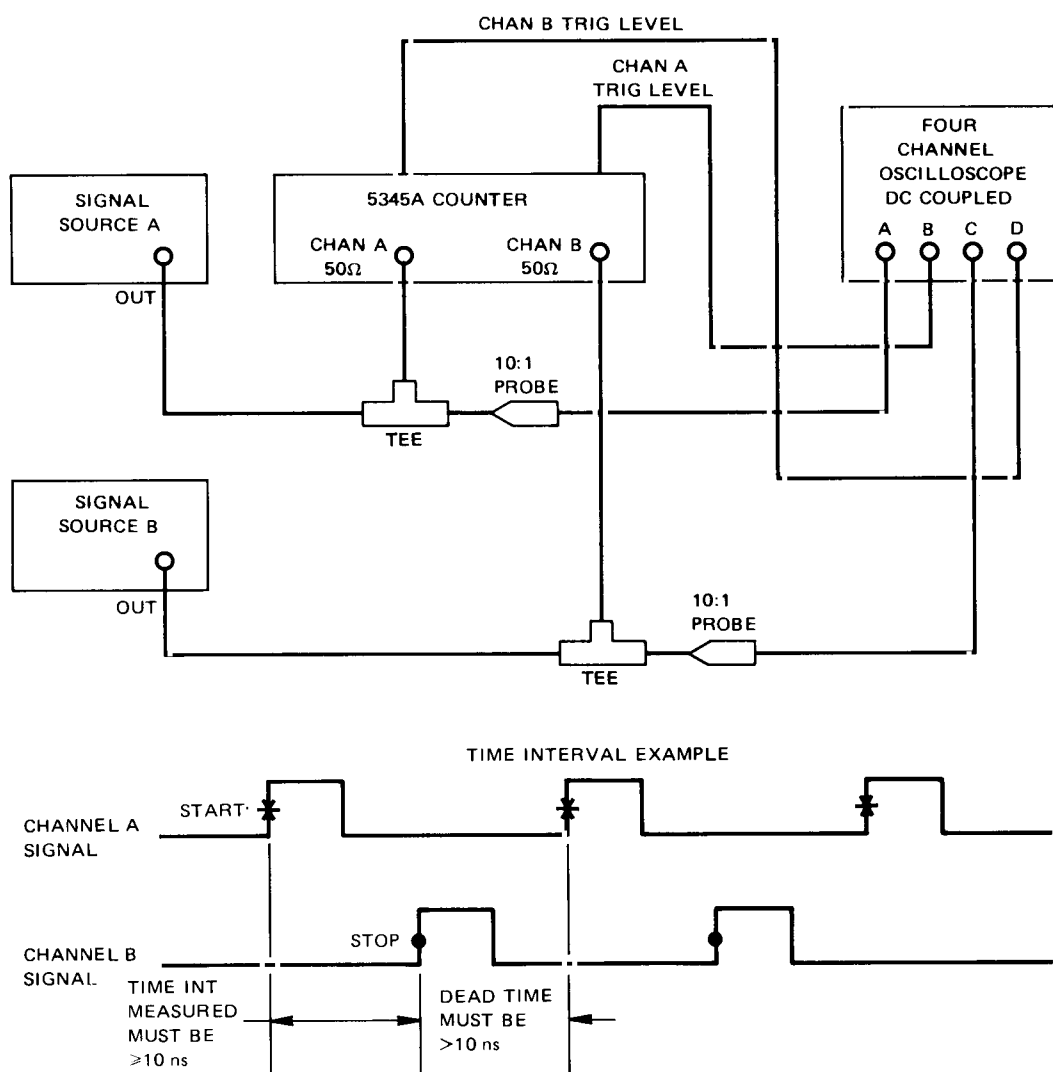 CHAN B TRIG LEVEL
CHAN A
TRIG LEVEL
FOUR
CHANNEL
OSCILLOSCOPE
DC COUPLED
A B C D
SIGNAL
SOURCE A
OUT
5345A COUNTER
CHAN A
50Ω
CHAN B
50Ω
10:1
PROBE
TEE
SIGNAL
SOURCE B
OUT
10:1
PROBE
TEE
TIME INTERVAL EXAMPLE
START
CHANNEL A
SIGNAL
STOP
CHANNEL B
SIGNAL
TIME INT
MEASURED
MUST BE
≥10 ns
DEAD TIME
MUST BE
>10 ns